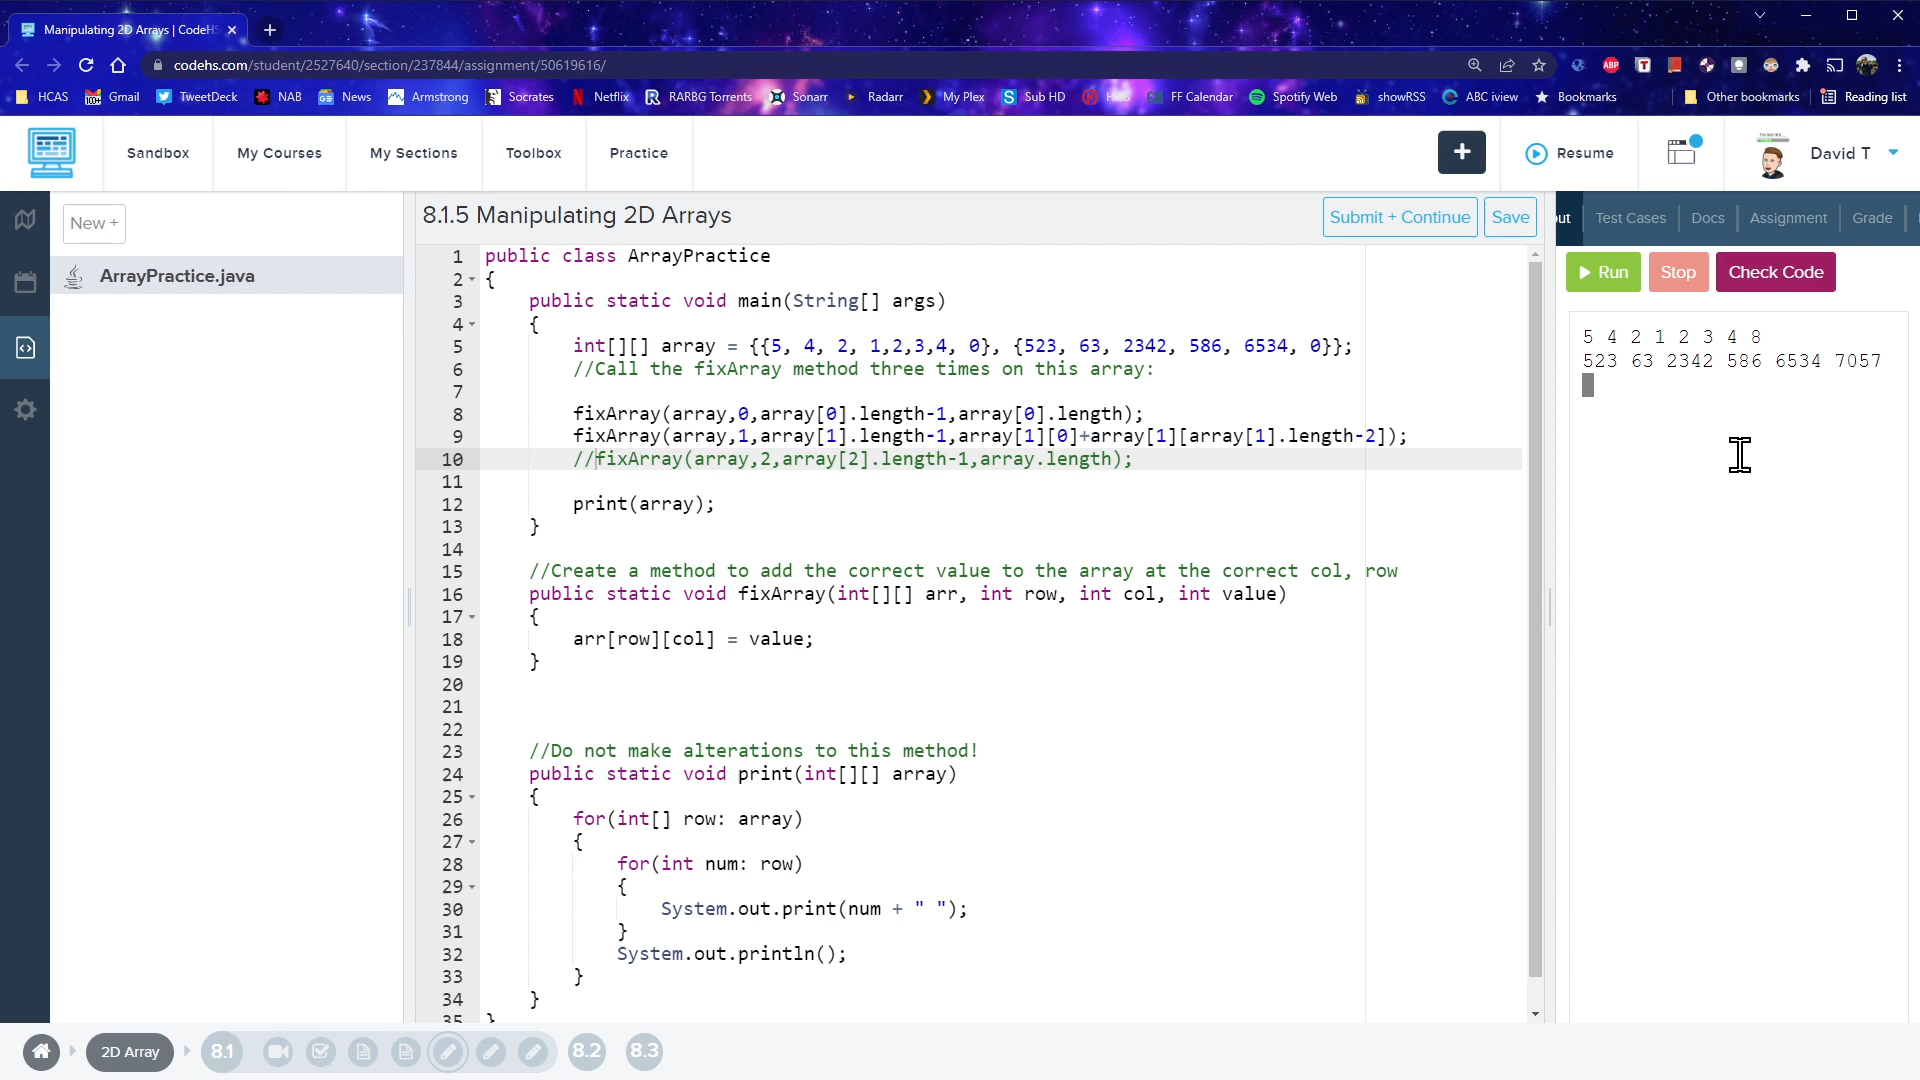 Manipulating 2D Arrays | CodeHS
codehs.com/student/2527640/section/237844/assignment/50619616/
HCAS Gmail TweetDeck NAB News Armstrong Socrates Netflix RARBG Torrents Sonarr Radarr My Plex Sub HD FF Calendar Spotify Web showRSS ABC iview Bookmarks Other bookmarks Reading list
Sandbox My Courses My Sections Toolbox Practice + Resume David T
New +
ArrayPractice.java
8.1.5 Manipulating 2D Arrays
Submit + Continue Save
ut Test Cases Docs Assignment Grade
Run Stop Check Code
1 public class ArrayPractice
2 {
3 public static void main(String[] args)
4 {
5 int[][] array = {{5, 4, 2, 1,2,3,4, 0}, {523, 63, 2342, 586, 6534, 0}};
6 //Call the fixArray method three times on this array:
7
8 fixArray(array,0,array[0].length-1,array[0].length);
9 fixArray(array,1,array[1].length-1,array[1][0]+array[1][array[1].length-2]);
10 //fixArray(array,2,array[2].length-1,array.length);
11
12 print(array);
13 }
14
15 //Create a method to add the correct value to the array at the correct col, row
16 public static void fixArray(int[][] arr, int row, int col, int value)
17 {
18 arr[row][col] = value;
19 }
20
21
22
23 //Do not make alterations to this method!
24 public static void print(int[][] array)
25 {
26 for(int[] row: array)
27 {
28 for(int num: row)
29 {
30 System.out.print(num + " ");
31 }
32 System.out.println();
33 }
34 }
35 }
5 4 2 1 2 3 4 8
523 63 2342 586 6534 7057
2D Array 8.1 8.2 8.3